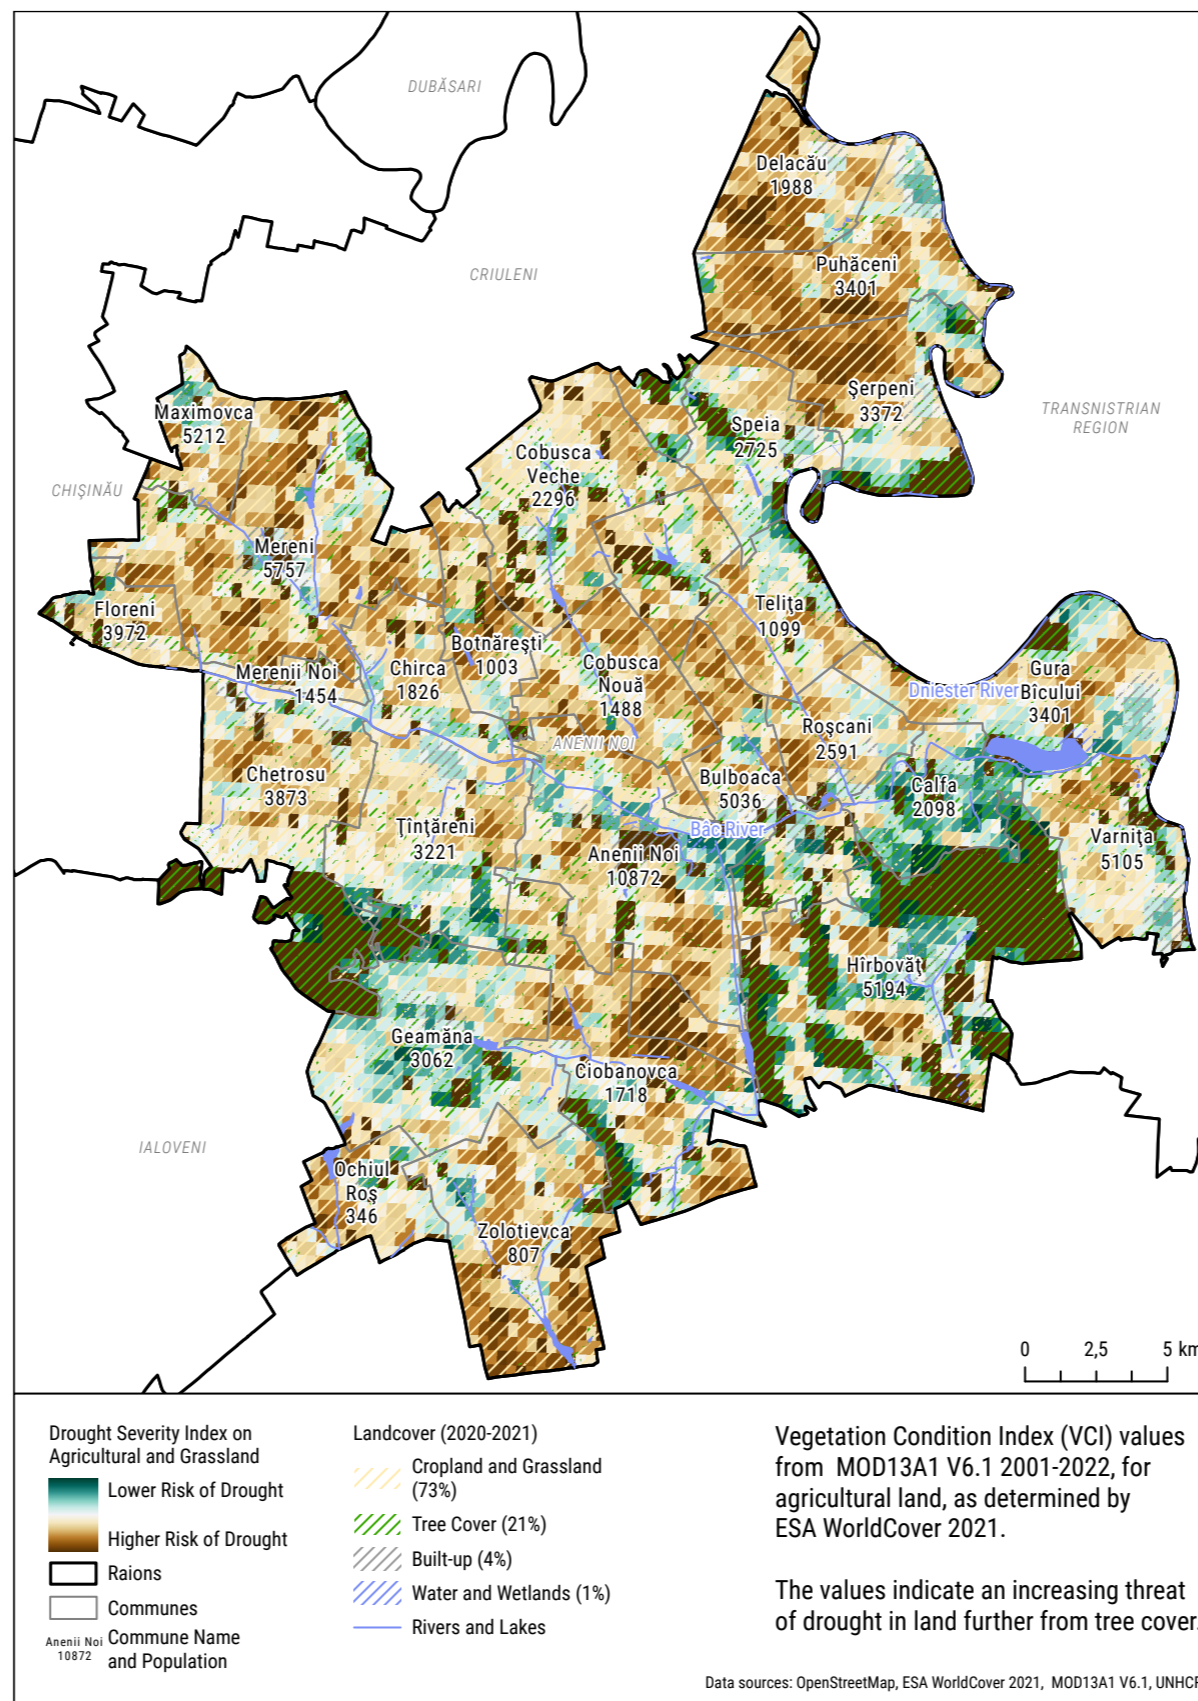 DUBĂSARI
Delacău
1988
CRIULENI
Puhăceni
3401
Şerpeni
3372
TRANSNISTRIAN
REGION
Maximovca
5212
Speia
2725
Cobusca
Veche
2296
CHIŞINĂU
Mereni
5757
Floreni
3972
Teliţa
1099
Botnăreşti
1003
Merenii Noi
1454
Chirca
1826
Cobusca
Nouă
1488
Gura
Bîcului
3401
Dniester River
Roşcani
2591
ANENII NOI
Chetrosu
3873
Bulboaca
5036
Calfa
2098
Ţînţăreni
3221
Bâc River
Varniţa
5105
Anenii Noi
10872
Hîrbovăţ
5194
Geamăna
3062
Ciobanovca
1718
IALOVENI
Ochiul
Roş
346
Zolotievca
807
0 2,5 5 km
Drought Severity Index on
Agricultural and Grassland
Lower Risk of Drought
Higher Risk of Drought
Raions
Communes
Anenii Noi
10872
Commune Name
and Population
Landcover (2020-2021)
Cropland and Grassland
(73%)
Tree Cover (21%)
Built-up (4%)
Water and Wetlands (1%)
Rivers and Lakes
Vegetation Condition Index (VCI) values
from MOD13A1 V6.1 2001-2022, for
agricultural land, as determined by
ESA WorldCover 2021.
The values indicate an increasing threat
of drought in land further from tree cover.
Data sources: OpenStreetMap, ESA WorldCover 2021, MOD13A1 V6.1, UNHCR